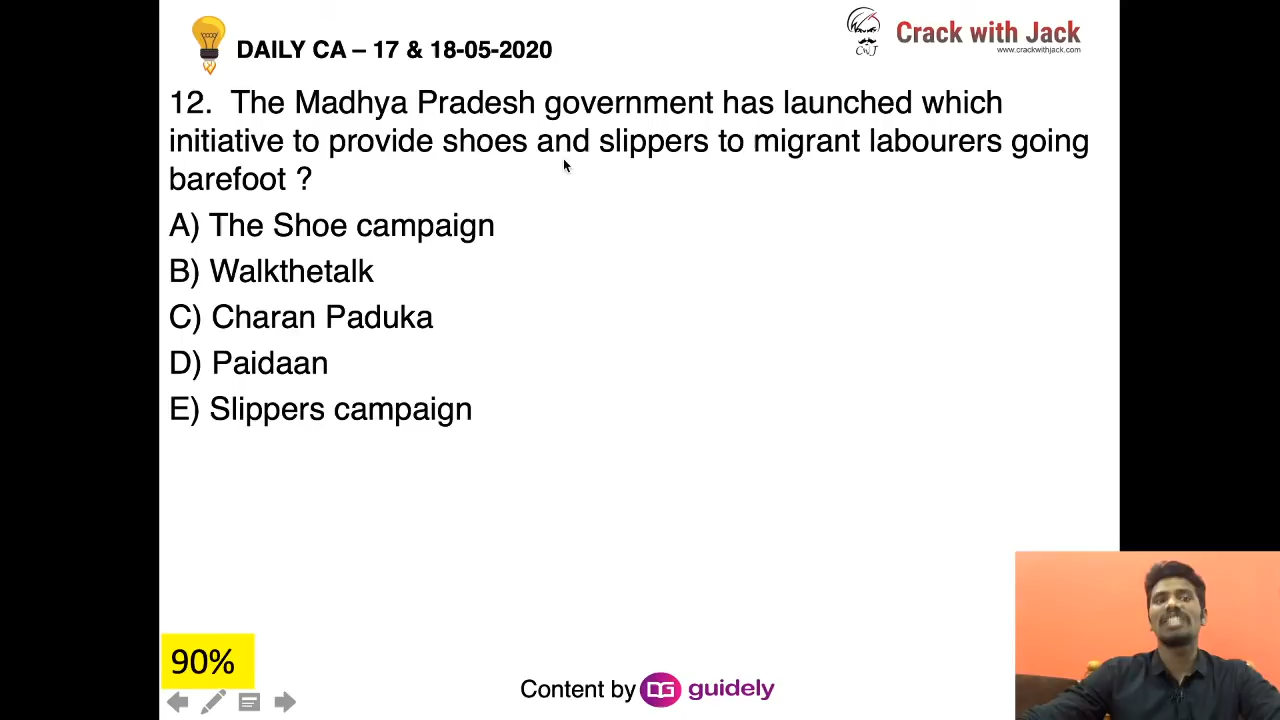 DAILY CA – 17 & 18-05-2020
CwJ
Crack with Jack
www.crackwithjack.com
12. The Madhya Pradesh government has launched which
initiative to provide shoes and slippers to migrant labourers going
barefoot ?
A) The Shoe campaign
B) Walkthetalk
C) Charan Paduka
D) Paidaan
E) Slippers campaign
90%
Content by guidely